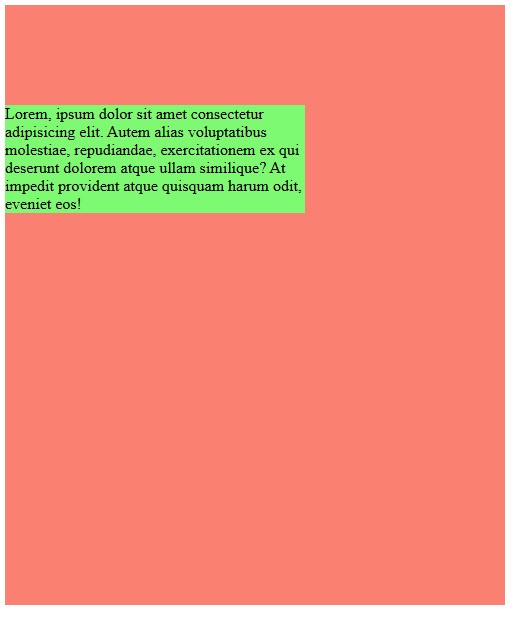 Lorem, ipsum dolor sit amet consectetur
adipisicing elit. Autem alias voluptatibus
molestiae, repudiandae, exercitationem ex qui
deserunt dolorem atque ullam similique? At
impedit provident atque quisquam harum odit,
eveniet eos!